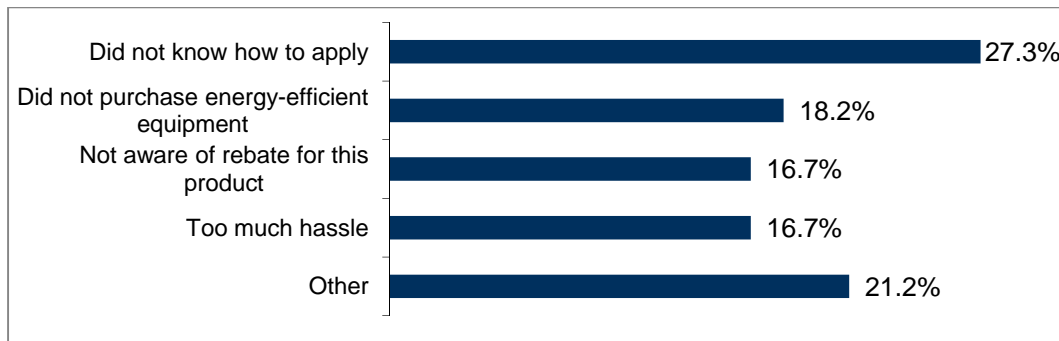 Did not know how to apply
27.3%
Did not purchase energy-efficient
equipment
18.2%
Not aware of rebate for this
product
16.7%
Too much hassle
16.7%
Other
21.2%